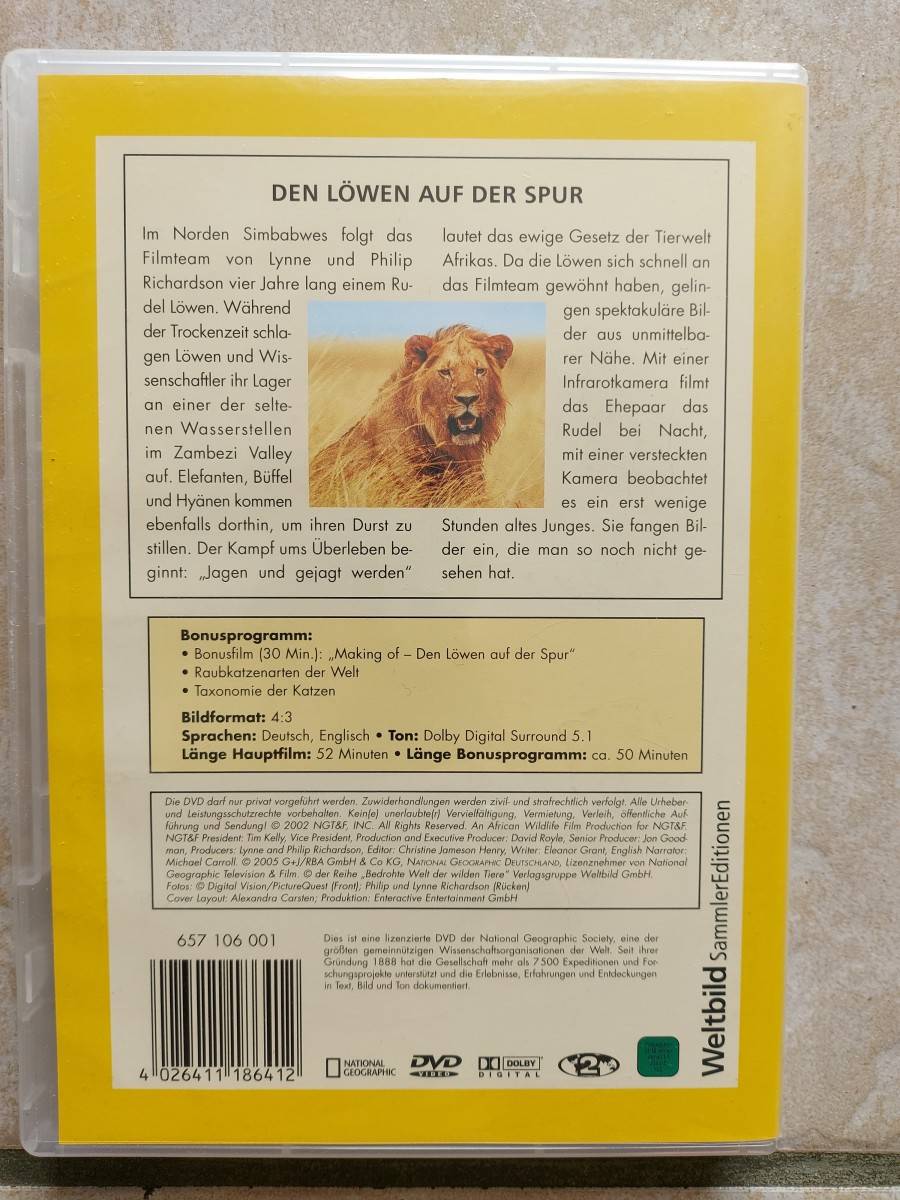 DEN LÖWEN AUF DER SPUR
Im Norden Simbabwes folgt das
Filmteam von Lynne und Philip
Richardson vier Jahre lang einem Ru-
del Löwen. Während
der Trockenzeit schla-
gen Löwen und Wis-
senschaftler ihr Lager
an einer der selte-
nen Wasserstellen
im Zambezi Valley
auf. Elefanten, Büffel
und Hyänen kommen
ebenfalls dorthin, um ihren Durst zu
stillen. Der Kampf ums Überleben be-
ginnt: „Jagen und gejagt werden“
lautet das ewige Gesetz der Tierwelt
Afrikas. Da die Löwen sich schnell an
das Filmteam gewöhnt haben, gelin-
gen spektakuläre Bil-
der aus unmittelba-
rer Nähe. Mit einer
Infrarotkamera filmt
das Ehepaar das
Rudel bei Nacht,
mit einer versteckten
Kamera beobachtet
es ein erst wenige
Stunden altes Junges. Sie fangen Bil-
der ein, die man so noch nicht ge-
sehen hat.
Bonusprogramm:
• Bonusfilm (30 Min.): „Making of – Den Löwen auf der Spur“
• Raubkatzenarten der Welt
• Taxonomie der Katzen
Bildformat: 4:3
Sprachen: Deutsch, Englisch • Ton: Dolby Digital Surround 5.1
Länge Hauptfilm: 52 Minuten • Länge Bonusprogramm: ca. 50 Minuten
Die DVD darf nur privat vorgeführt werden. Zuwiderhandlungen werden zivil- und strafrechtlich verfolgt. Alle Urheber-
und Leistungsschutzrechte vorbehalten. Kein(e) unerlaubte(r) Vervielfältigung, Vermietung, Verleih, öffentliche Auf-
führung und Sendung! © 2002 NGT&F, INC. All Rights Reserved. An African Wildlife Film Production for NGT&F.
NGT&F President: Tim Kelly, Vice President, Production and Executive Producer: David Royle, Senior Producer: Jon Good-
man, Producers: Lynne and Philip Richardson, Editor: Christine Jameson Henry, Writer: Eleanor Grant, English Narrator:
Michael Carroll. © 2005 G+J/RBA GmbH & Co KG, NATIONAL GEOGRAPHIC DEUTSCHLAND, Lizenznehmer von National
Geographic Television & Film. © der Reihe „Bedrohte Welt der wilden Tiere“ Verlagsgruppe Weltbild GmbH.
Fotos: © Digital Vision/PictureQuest (Front); Philip und Lynne Richardson (Rücken)
Cover Layout: Alexandra Carsten; Produktion: Enteractive Entertainment GmbH
657 106 001
4 026411 186412
Dies ist eine lizenzierte DVD der National Geographic Society, eine der
größten gemeinnützigen Wissenschaftsorganisationen der Welt. Seit ihrer
Gründung 1888 hat die Gesellschaft mehr als 7500 Expeditionen und For-
schungsprojekte unterstützt und die Erlebnisse, Erfahrungen und Entdeckungen
in Text, Bild und Ton dokumentiert.
NATIONAL
GEOGRAPHIC
DVD
VIDEO
DOLBY
DIGITAL
2
Weltbild SammlerEditionen